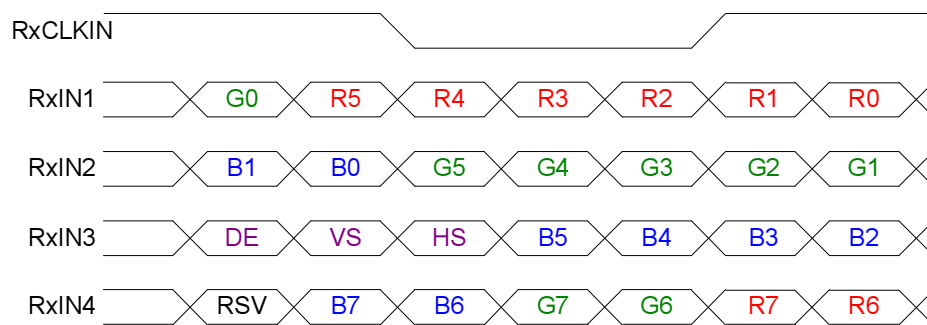 RxCLKIN
RxIN1 G0 R5 R4 R3 R2 R1 R0
RxIN2 B1 B0 G5 G4 G3 G2 G1
RxIN3 DE VS HS B5 B4 B3 B2
RxIN4 RSV B7 B6 G7 G6 R7 R6